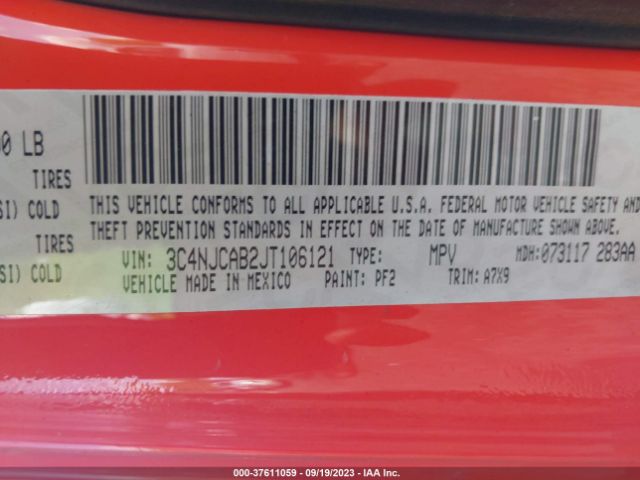 00 LB
TIRES
SI) COLD
TIRES
SI) COLD
THIS VEHICLE CONFORMS TO ALL APPLICABLE U.S.A. FEDERAL MOTOR VEHICLE SAFETY AND
THEFT PREVENTION STANDARDS IN EFFECT ON THE DATE OF MANUFACTURE SHOWN ABOVE.
VIN: 3C4NJCAB2JT106121 TYPE: MPV MDH: 073117 283AA
VEHICLE MADE IN MEXICO PAINT: PF2 TRIM: A7X9
000-37611059 - 09/19/2023 - IAA Inc.